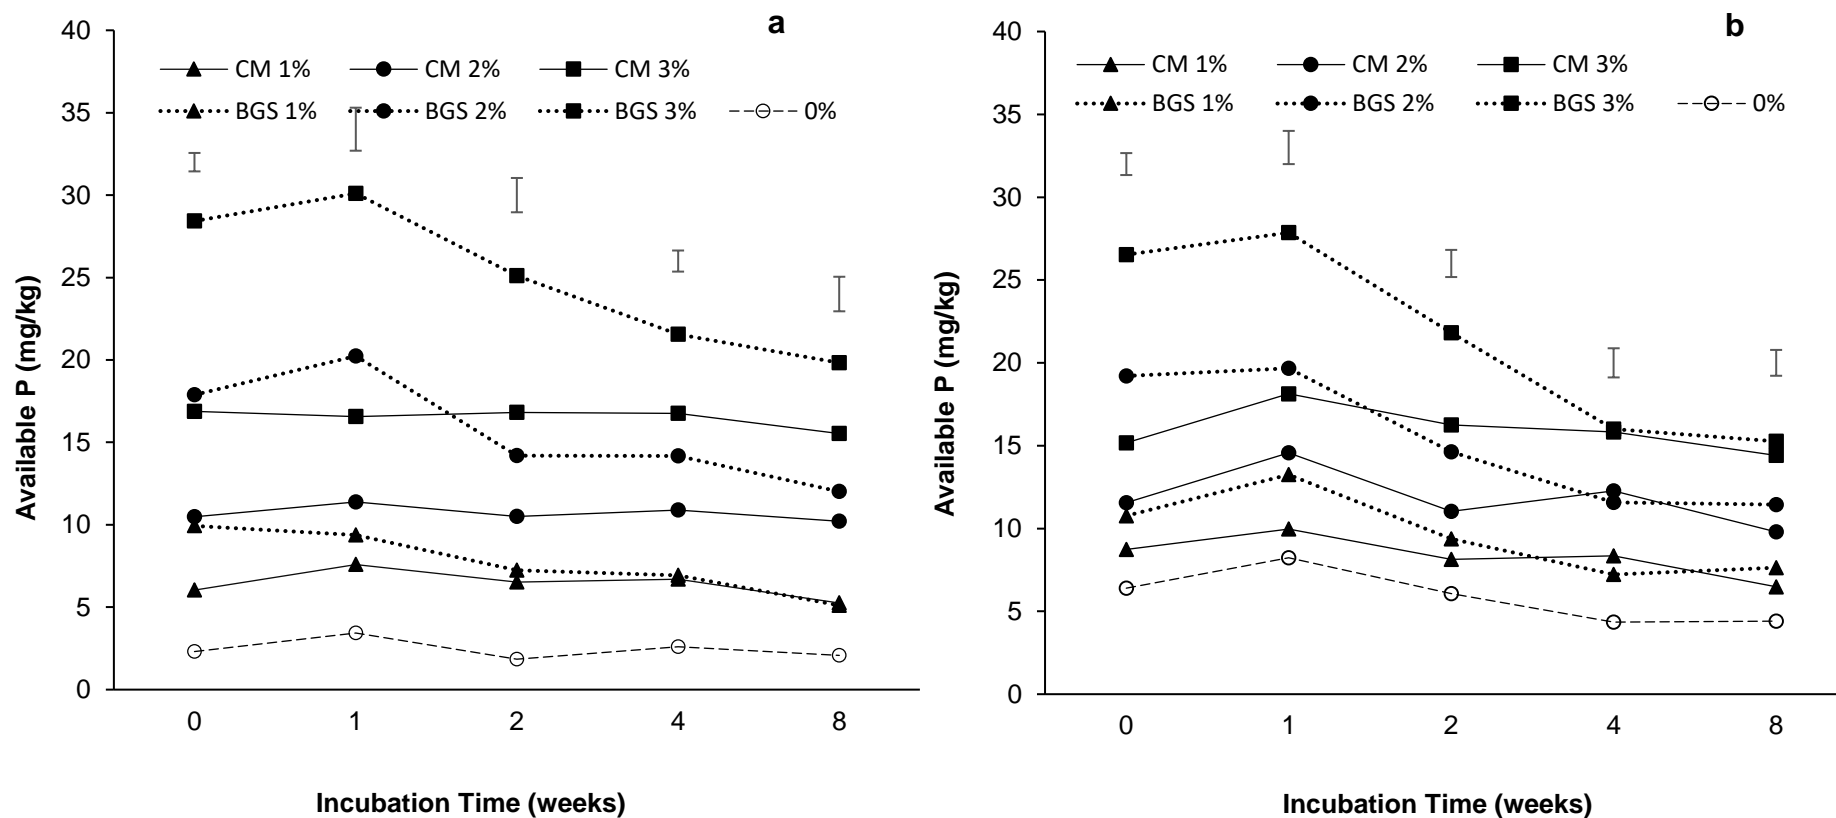 a
40
35
30
25
20
15
10
5
0
Available P (mg/kg)
CM 1% CM 2% CM 3%
BGS 1% BGS 2% BGS 3% 0%
0 1 2 4 8
Incubation Time (weeks)
b
40
35
30
25
20
15
10
5
0
Available P (mg/kg)
CM 1% CM 2% CM 3%
BGS 1% BGS 2% BGS 3% 0%
0 1 2 4 8
Incubation Time (weeks)